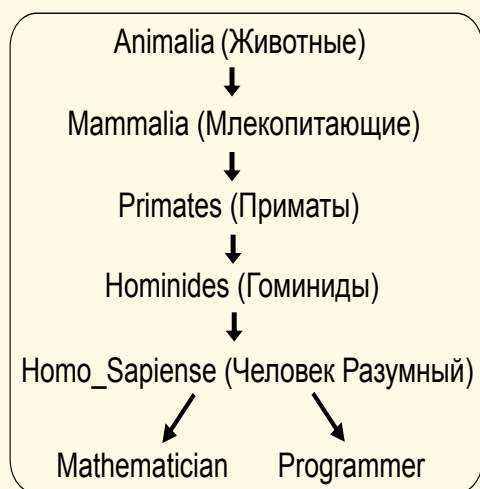 Animalia (Животные)
Mammalia (Млекопитающие)
Primates (Приматы)
Hominides (Гоминиды)
Homo_Sapiense (Человек Разумный)
Mathematician Programmer